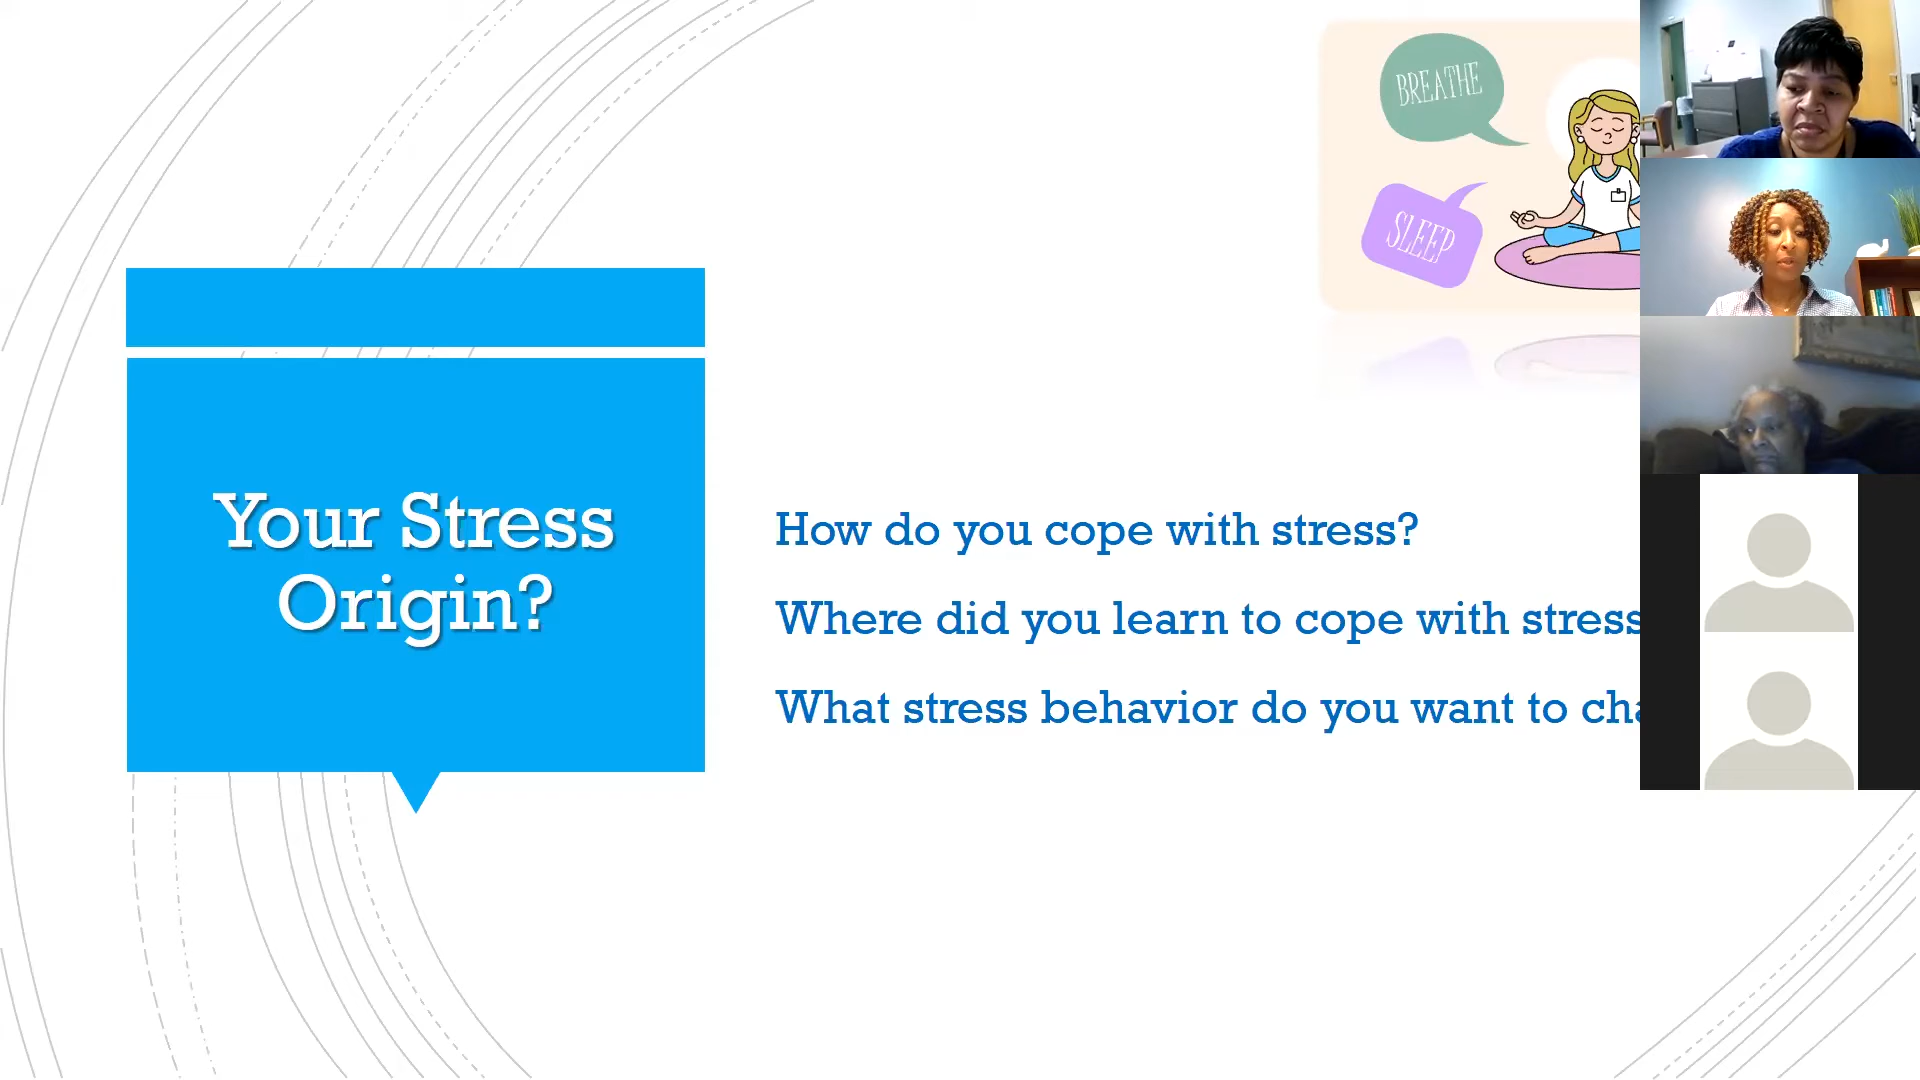 BREATHE
SLEEP
Your Stress
Origin?
How do you cope with stress?
Where did you learn to cope with stress
What stress behavior do you want to cha